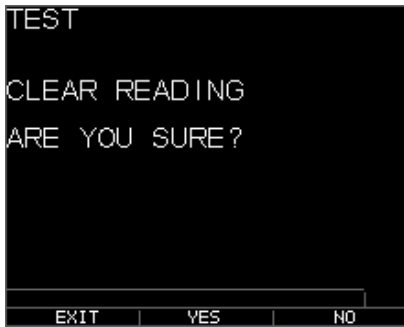 TEST
CLEAR READING
ARE YOU SURE?
EXIT | YES | NO